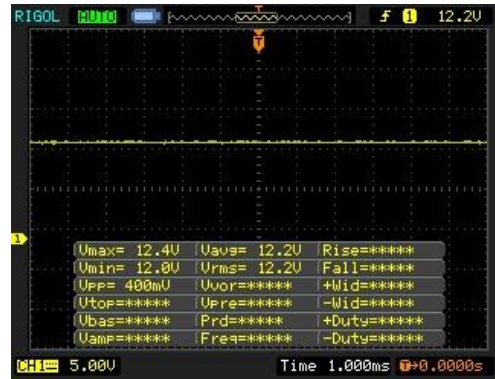 RIGOL AUTO T f 1 12.2V
T
1
Vmax= 12.4V Vavg= 12.2V Rise=*****
Vmin= 12.0V Vrms= 12.2V Fall=*****
Vpp= 400mV Vovr=***** +Wid=*****
Vtop=***** Vpre=***** -Wid=*****
Vbas=***** Prd=***** +Duty=*****
Vamp=***** Freq=***** -Duty=*****
CH1 5.00V Time 1.000ms T→0.0000s